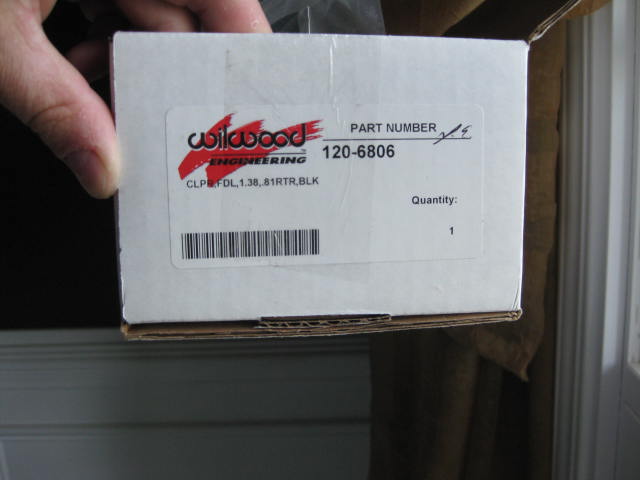 wilwood
ENGINEERING
PART NUMBER
120-6806
CLPR,FDL,1.38,.81RTR,BLK
Quantity:
1